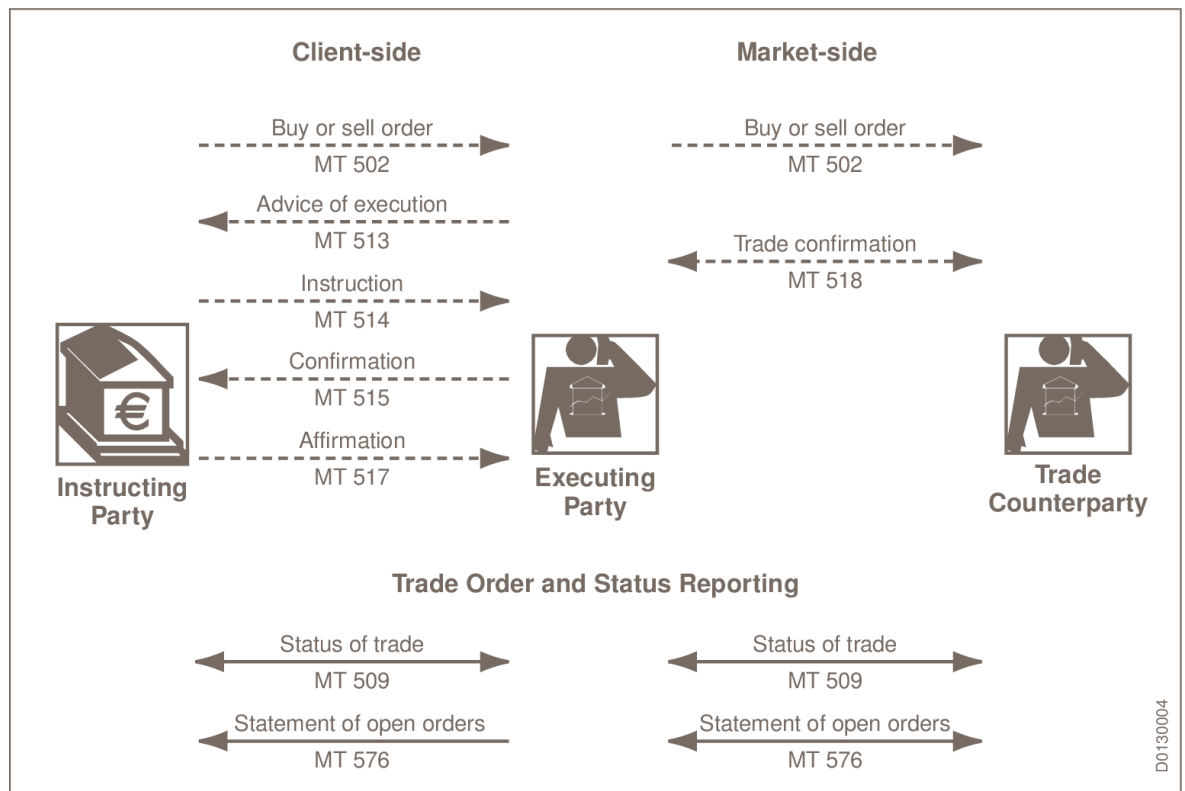 Client-side
Market-side
Buy or sell order
MT 502
Buy or sell order
MT 502
Advice of execution
MT 513
Trade confirmation
MT 518
Instruction
MT 514
Confirmation
MT 515
Affirmation
MT 517
€
Instructing
Party
Executing
Party
Trade
Counterparty
Trade Order and Status Reporting
Status of trade
MT 509
Status of trade
MT 509
Statement of open orders
MT 576
Statement of open orders
MT 576
D0130004